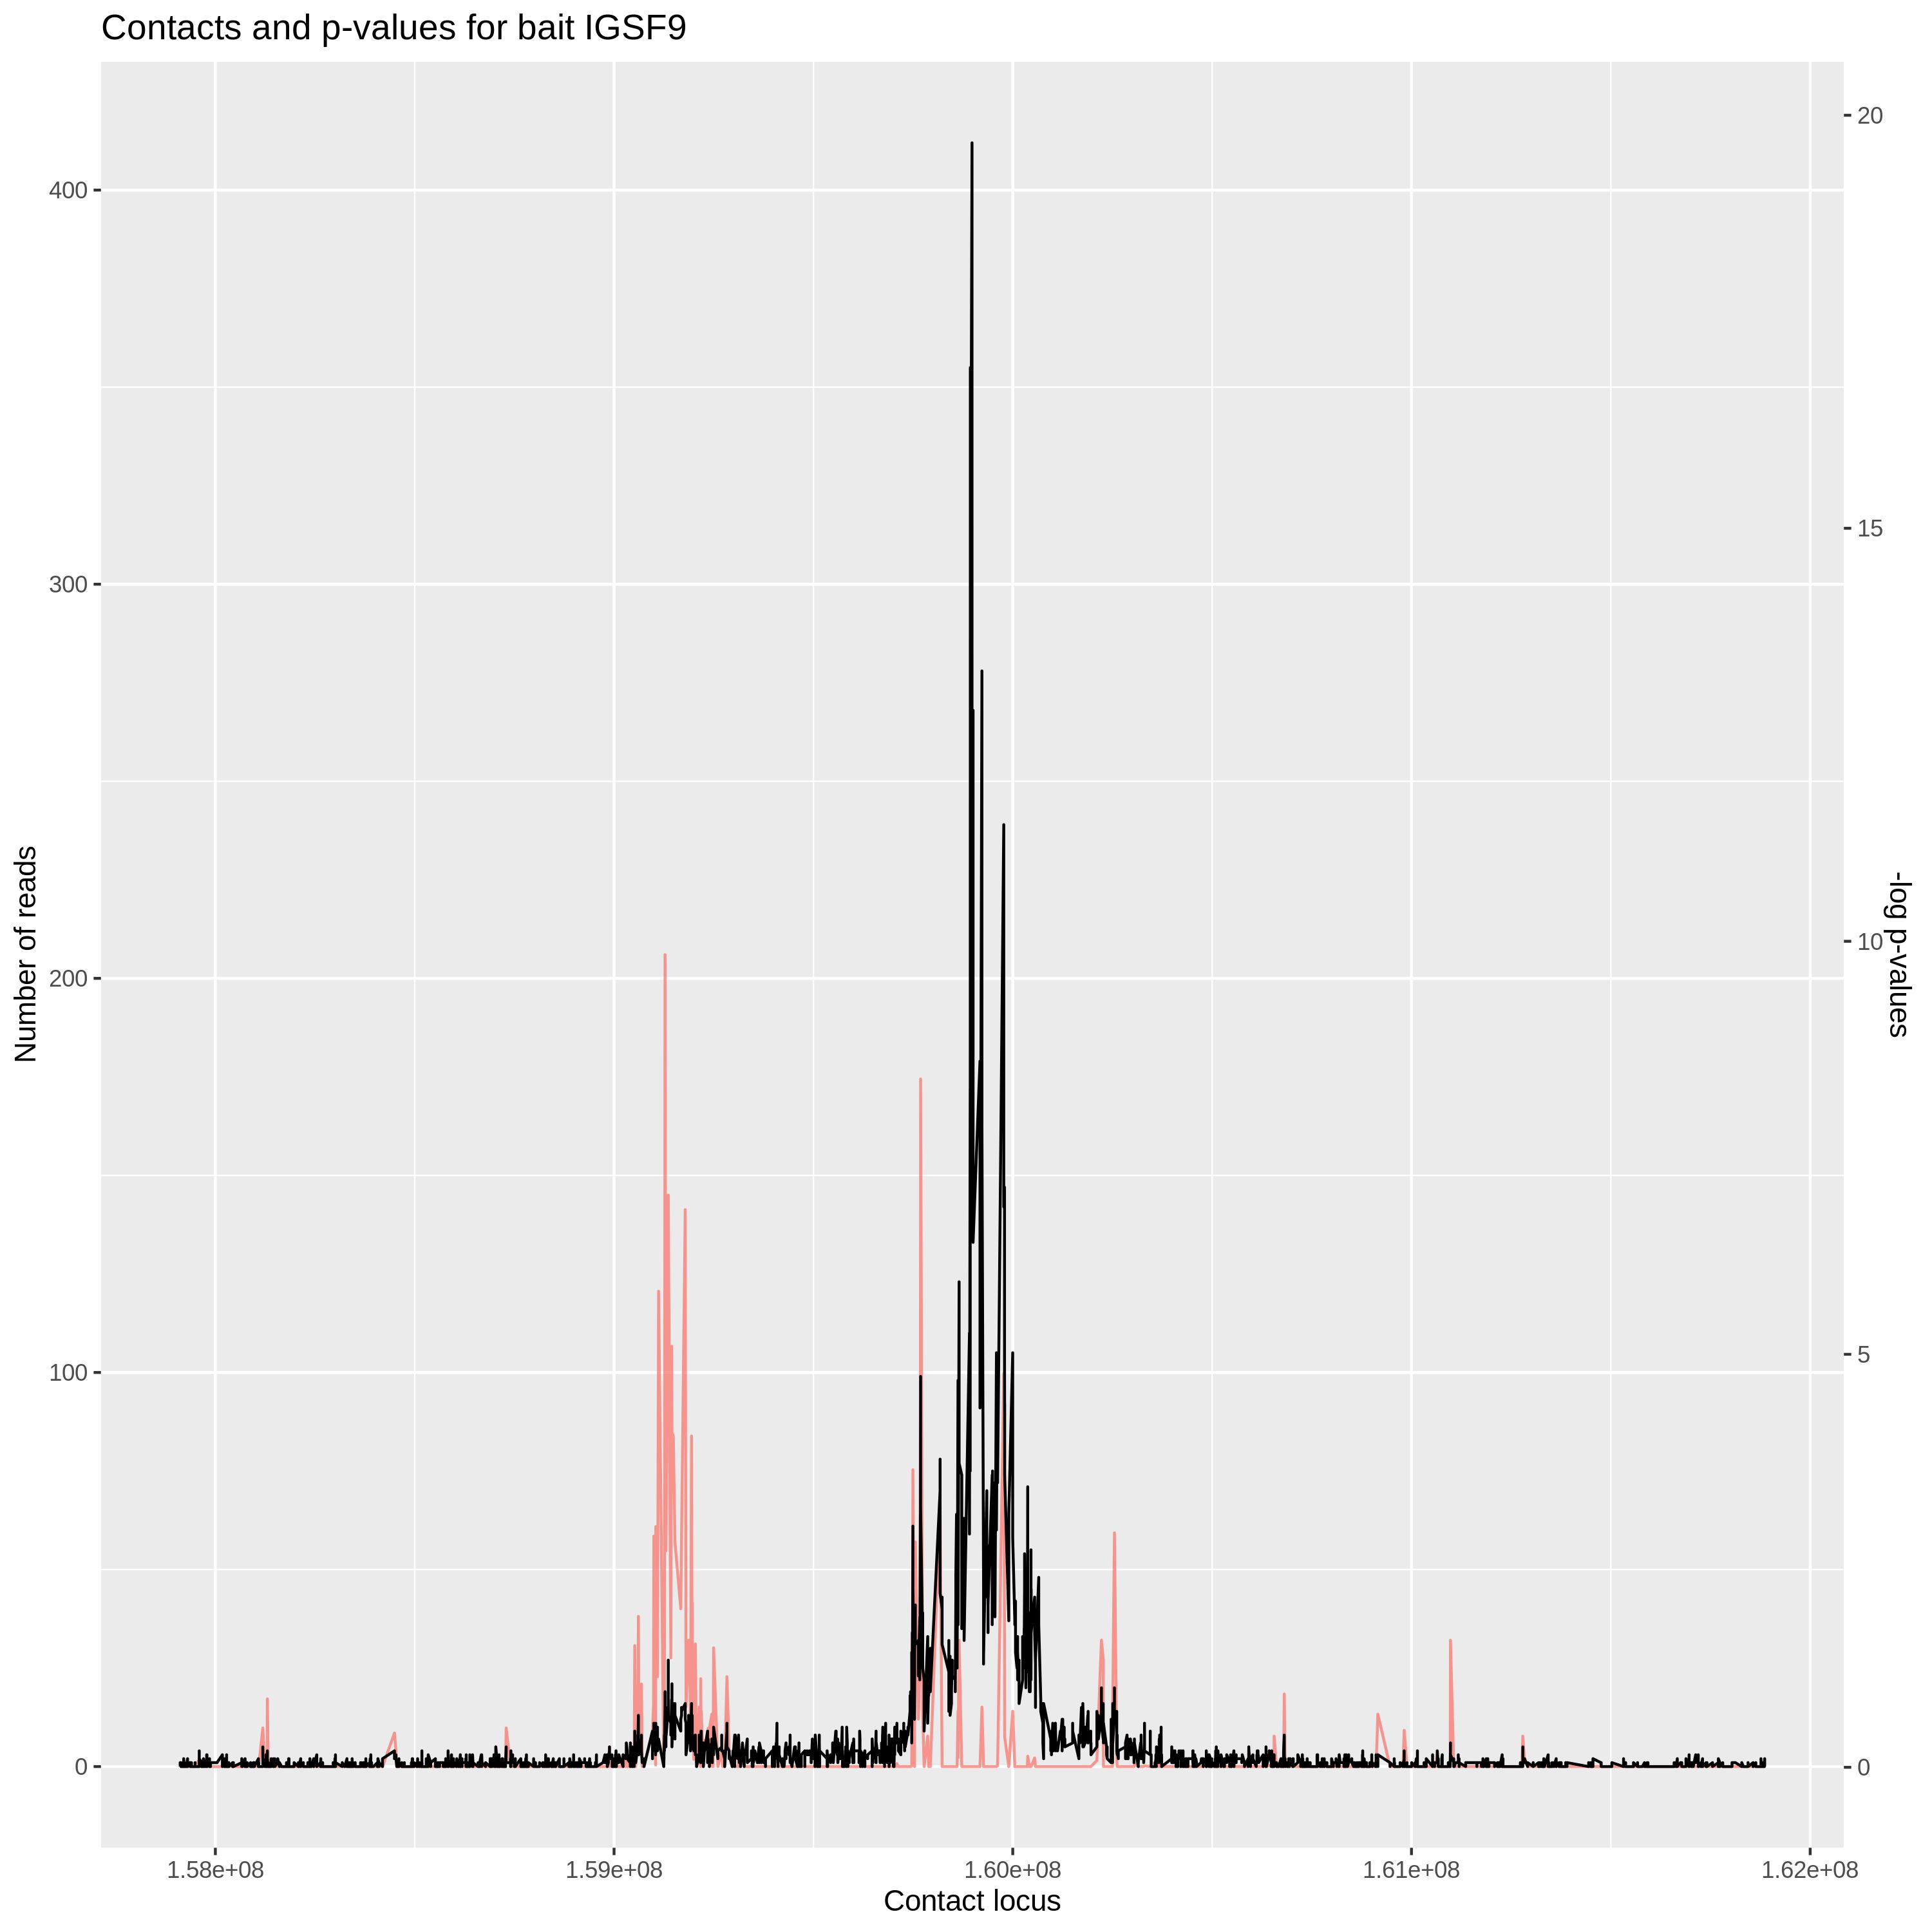 Contacts and p-values for bait IGSF9
Number of reads
400
300
200
100
0
20
15
10
5
0
-log p-values
1.58e+08
1.59e+08
1.60e+08
1.61e+08
1.62e+08
Contact locus